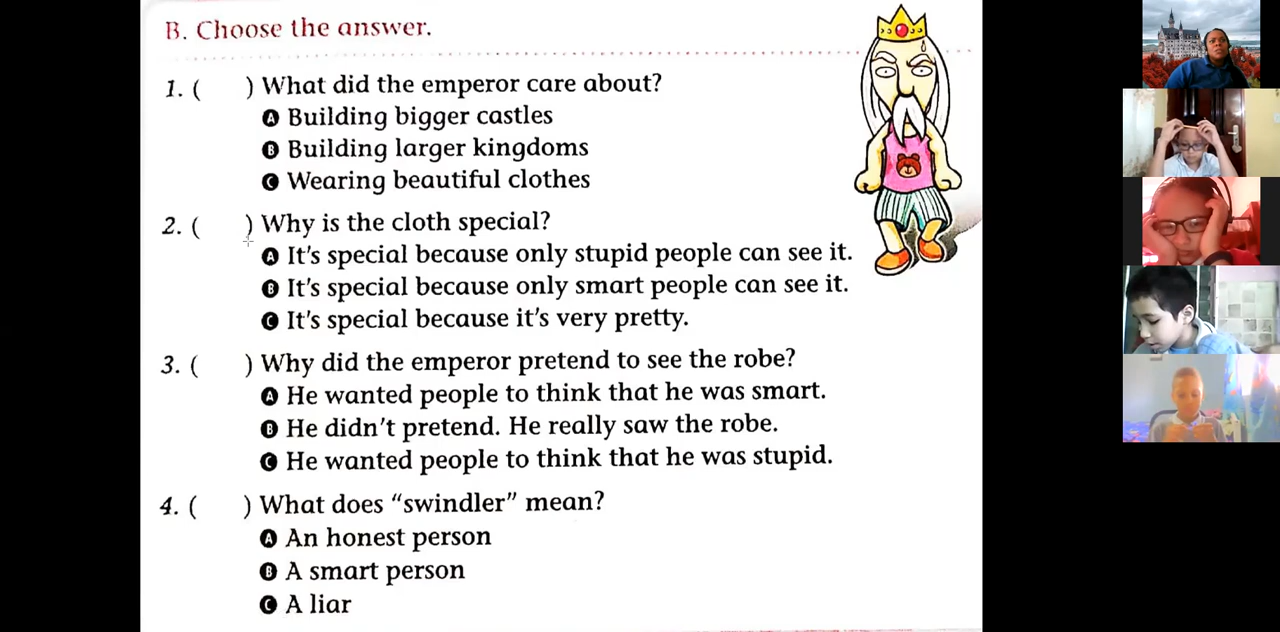 B. Choose the answer.
1. ( ) What did the emperor care about?
A Building bigger castles
B Building larger kingdoms
C Wearing beautiful clothes
2. ( ) Why is the cloth special?
A It's special because only stupid people can see it.
B It's special because only smart people can see it.
C It's special because it's very pretty.
3. ( ) Why did the emperor pretend to see the robe?
A He wanted people to think that he was smart.
B He didn't pretend. He really saw the robe.
C He wanted people to think that he was stupid.
4. ( ) What does “swindler” mean?
A An honest person
B A smart person
C A liar